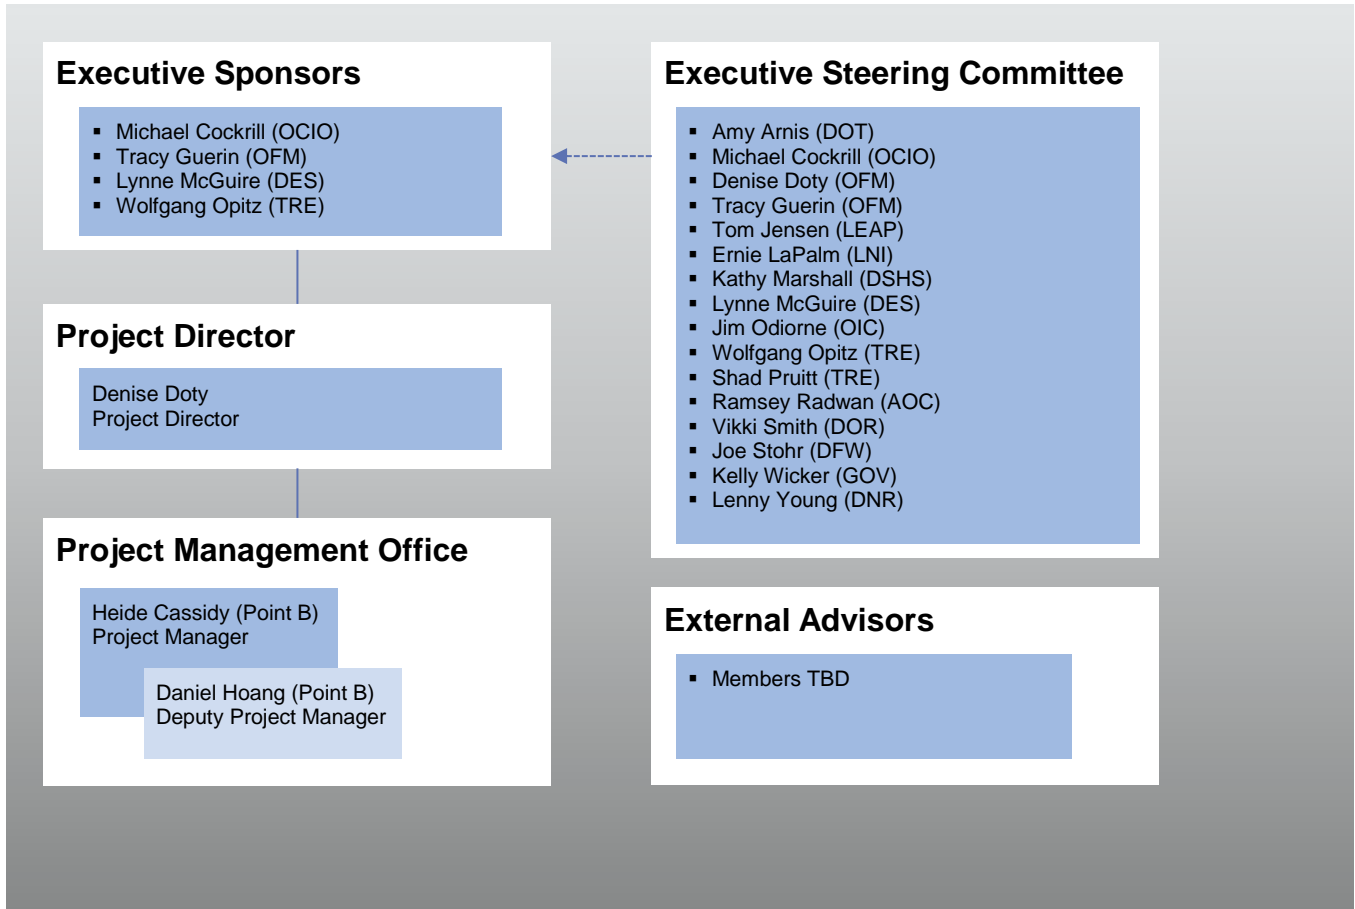 Executive Sponsors
▪ Michael Cockrill (OCIO)
▪ Tracy Guerin (OFM)
▪ Lynne McGuire (DES)
▪ Wolfgang Opitz (TRE)
Project Director
Denise Doty
Project Director
Project Management Office
Heide Cassidy (Point B)
Project Manager
Daniel Hoang (Point B)
Deputy Project Manager
Executive Steering Committee
▪ Amy Arnis (DOT)
▪ Michael Cockrill (OCIO)
▪ Denise Doty (OFM)
▪ Tracy Guerin (OFM)
▪ Tom Jensen (LEAP)
▪ Ernie LaPalm (LNI)
▪ Kathy Marshall (DSHS)
▪ Lynne McGuire (DES)
▪ Jim Odiorne (OIC)
▪ Wolfgang Opitz (TRE)
▪ Shad Pruitt (TRE)
▪ Ramsey Radwan (AOC)
▪ Vikki Smith (DOR)
▪ Joe Stohr (DFW)
▪ Kelly Wicker (GOV)
▪ Lenny Young (DNR)
External Advisors
▪ Members TBD